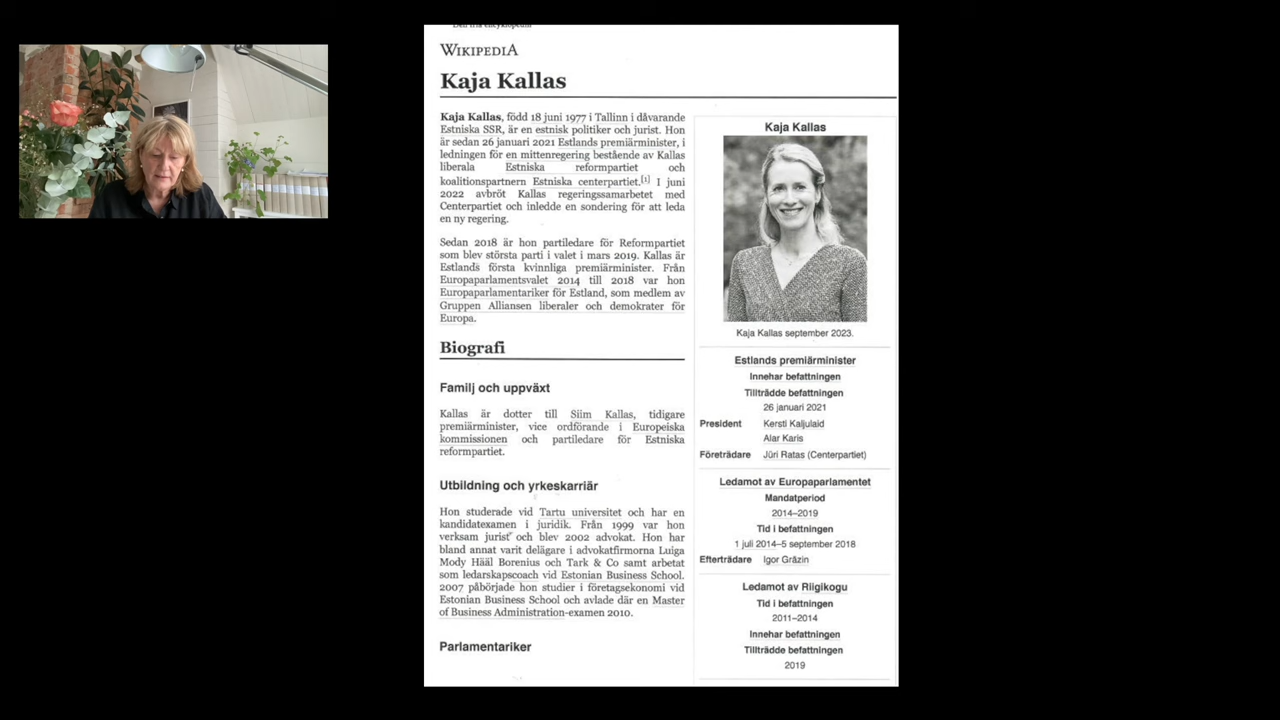 Den fria encyklopedin
WIKIPEDIA
Kaja Kallas
Kaja Kallas, född 18 juni 1977 i Tallinn i dåvarande
Estniska SSR, är en estnisk politiker och jurist. Hon
är sedan 26 januari 2021 Estlands premiärminister, i
ledningen för en mittenregering bestående av Kallas
liberala Estniska reformpartiet och
koalitionspartnern Estniska centerpartiet.[1] I juni
2022 avbröt Kallas regeringssamarbetet med
Centerpartiet och inledde en sondering för att leda
en ny regering.
Sedan 2018 är hon partiledare för Reformpartiet
som blev största parti i valet i mars 2019. Kallas är
Estlands första kvinnliga premiärminister. Från
Europaparlamentsvalet 2014 till 2018 var hon
Europaparlamentariker för Estland, som medlem av
Gruppen Alliansen liberaler och demokrater för
Europa.
Biografi
Familj och uppväxt
Kallas är dotter till Siim Kallas, tidigare
premiärminister, vice ordförande i Europeiska
kommissionen och partiledare för Estniska
reformpartiet.
Utbildning och yrkeskarriär
Hon studerade vid Tartu universitet och har en
kandidatexamen i juridik. Från 1999 var hon
verksam jurist och blev 2002 advokat. Hon har
bland annat varit delägare i advokatfirmorna Luiga
Mody Hääl Borenius och Tark & Co samt arbetat
som ledarskapscoach vid Estonian Business School.
2007 påbörjade hon studier i företagsekonomi vid
Estonian Business School och avlade där en Master
of Business Administration-examen 2010.
Parlamentariker
Kaja Kallas
Kaja Kallas september 2023.
Estlands premiärminister
Innehar befattningen
Tillträdde befattningen
26 januari 2021
President Kersti Kaljulaid
Alar Karis
Företrädare Jüri Ratas (Centerpartiet)
Ledamot av Europaparlamentet
Mandatperiod
2014–2019
Tid i befattningen
1 juli 2014–5 september 2018
Efterträdare Igor Gräzin
Ledamot av Riigikogu
Tid i befattningen
2011–2014
Innehar befattningen
Tillträdde befattningen
2019